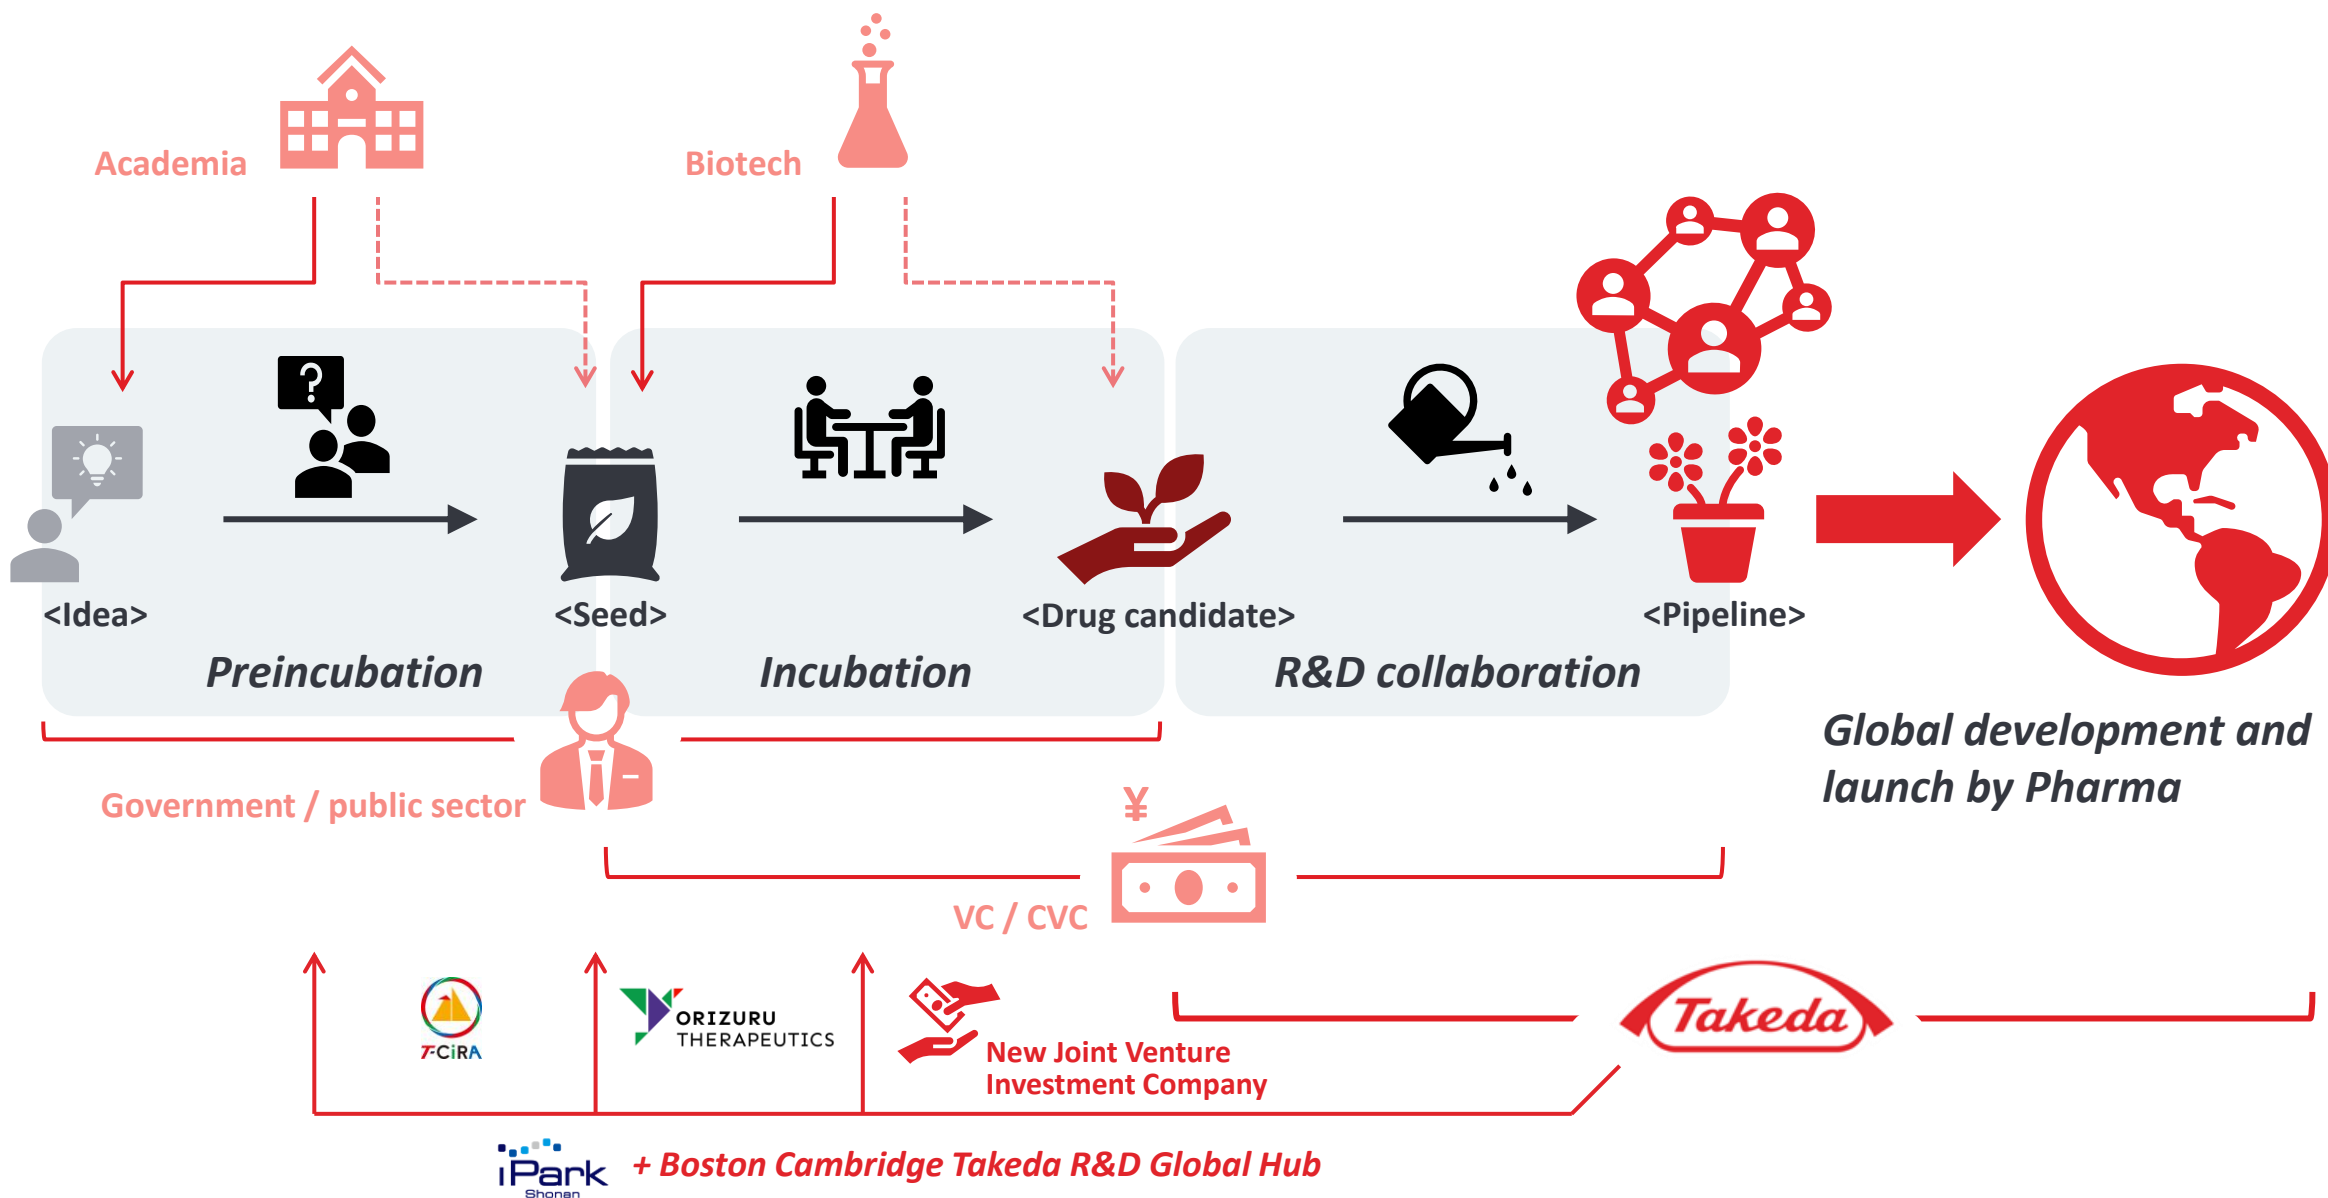 Academia
Biotech
?
<Idea>
<Seed>
<Drug candidate>
<Pipeline>
Preincubation
Incubation
R&D collaboration
Global development and
launch by Pharma
Government / public sector
¥
VC / CVC
T-CiRA
ORIZURU
THERAPEUTICS
New Joint Venture
Investment Company
Takeda
iPark
Shonan
+ Boston Cambridge Takeda R&D Global Hub